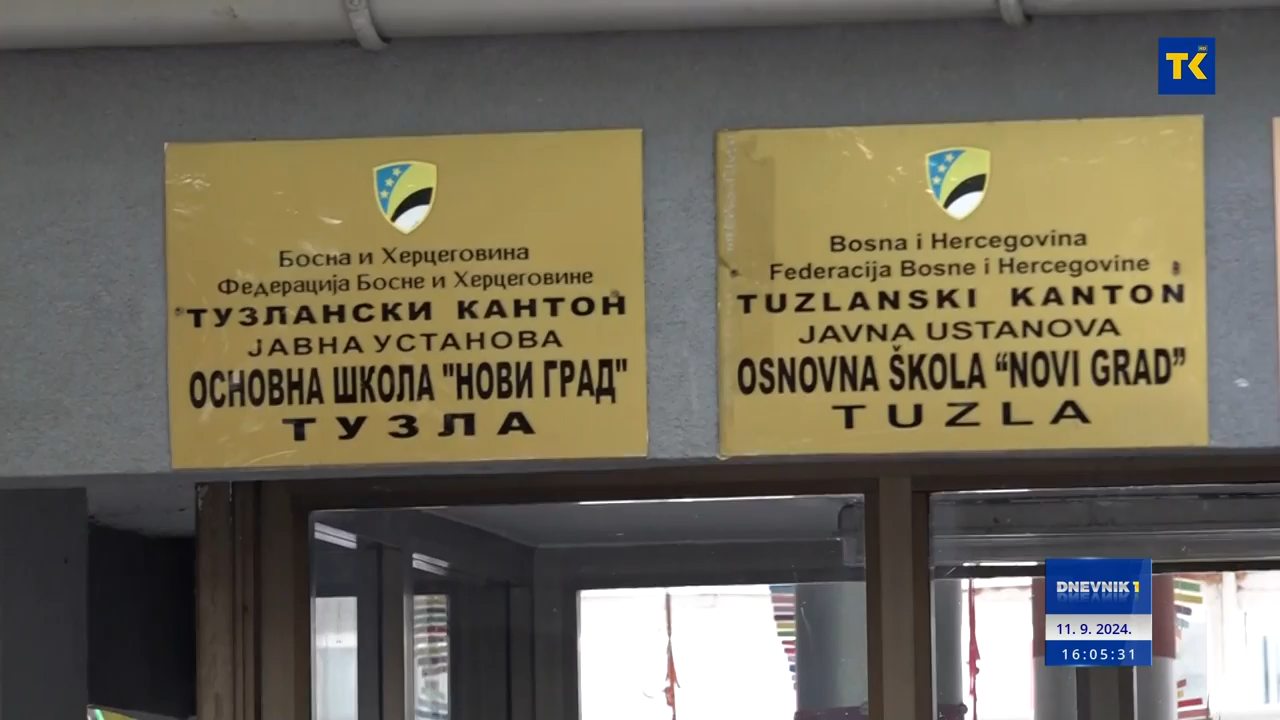 TK HD
Босна и Херцеговина
Федерација Босне и Херцеговине
ТУЗЛАНСКИ КАНТОН
ЈАВНА УСТАНОВА
ОСНОВНА ШКОЛА "НОВИ ГРАД"
ТУЗЛА
Bosna i Hercegovina
Federacija Bosne i Hercegovine
TUZLANSKI KANTON
JAVNA USTANOVA
OSNOVNA ŠKOLA “NOVI GRAD”
TUZLA
DNEVNIK 1
11. 9. 2024.
16:05:31